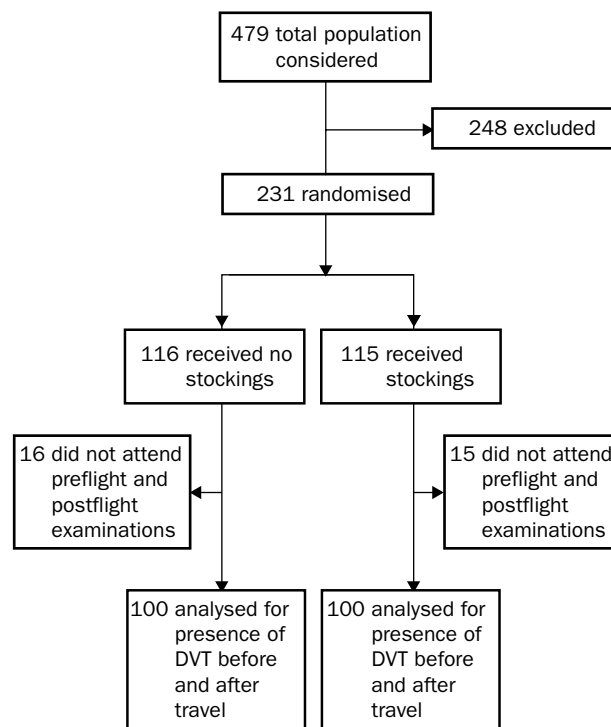 479 total population
considered
248 excluded
231 randomised
116 received no
stockings
115 received
stockings
16 did not attend
preflight and
postflight
examinations
15 did not attend
preflight and
postflight
examinations
100 analysed for
presence of
DVT before
and after
travel
100 analysed for
presence of
DVT before
and after
travel